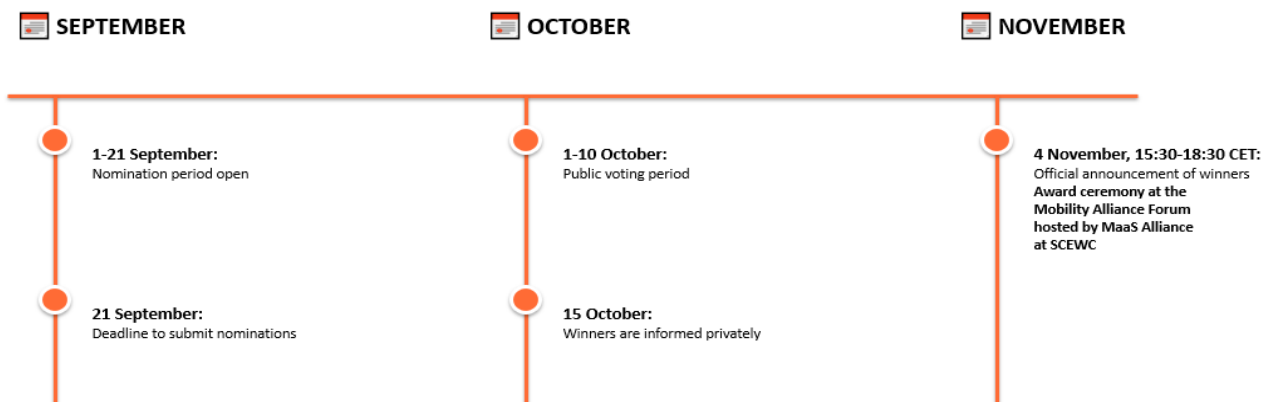 SEPTEMBER
OCTOBER
NOVEMBER
1-21 September:
Nomination period open
21 September:
Deadline to submit nominations
1-10 October:
Public voting period
15 October:
Winners are informed privately
4 November, 15:30-18:30 CET:
Official announcement of winners
Award ceremony at the
Mobility Alliance Forum
hosted by MaaS Alliance
at SCEWC